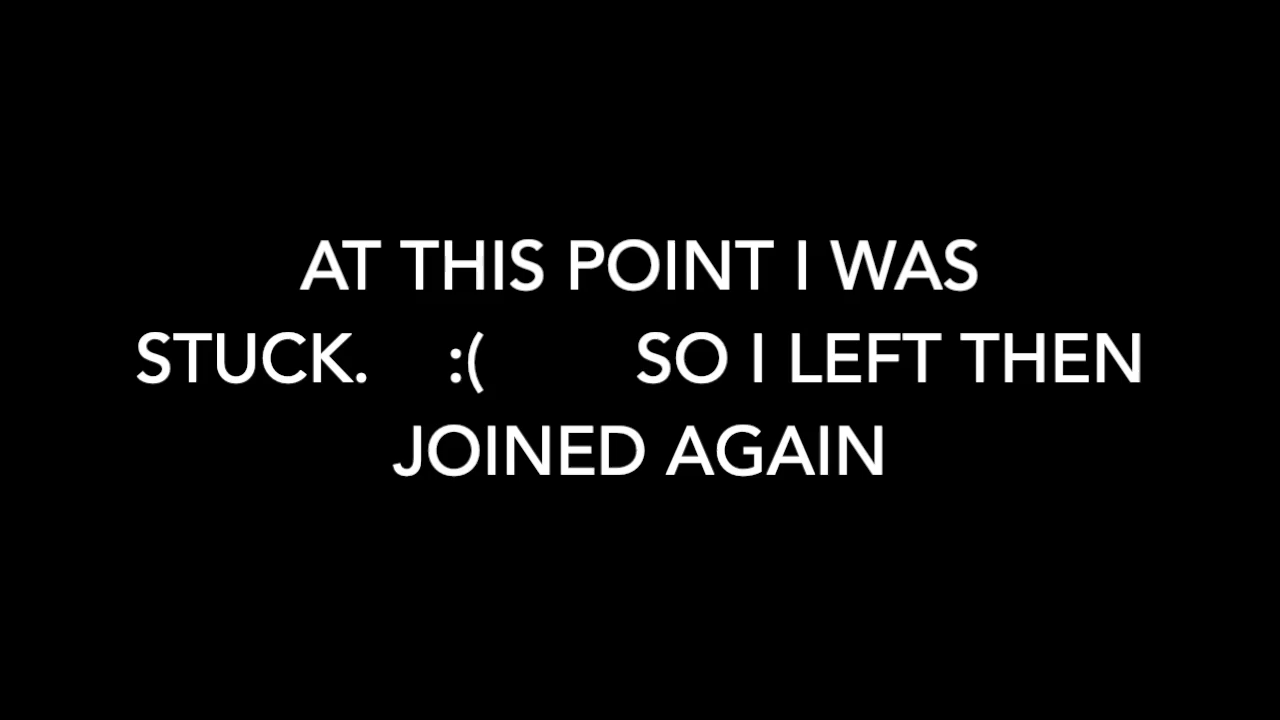 AT THIS POINT I WAS
STUCK. :( SO I LEFT THEN
JOINED AGAIN